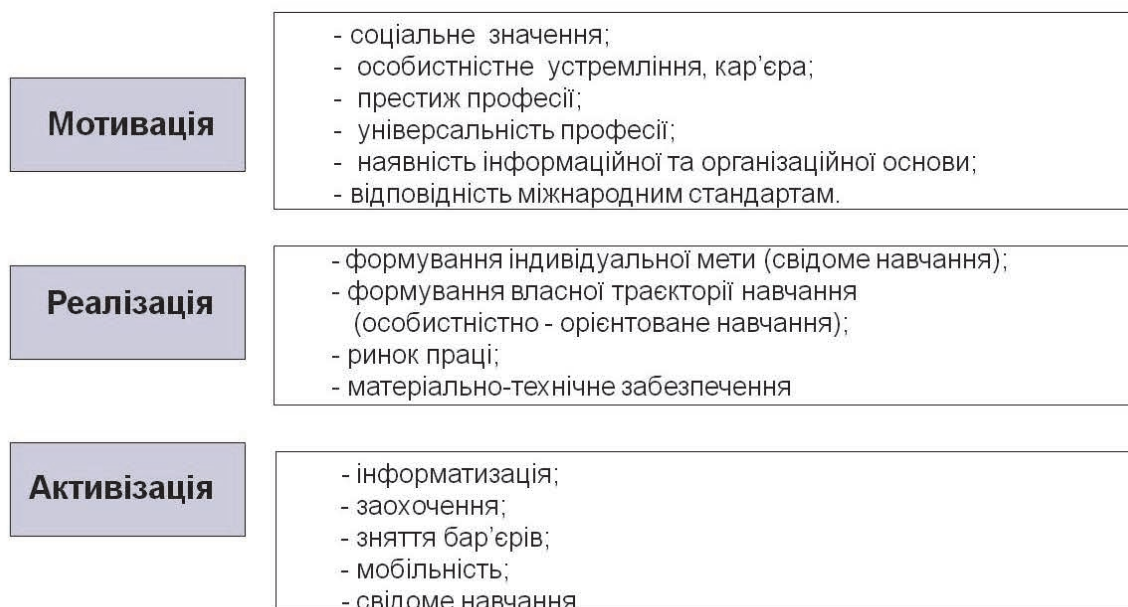 Мотивація
- соціальне значення;
- особистністне устремління, кар’єра;
- престиж професії;
- універсальність професії;
- наявність інформаційної та організаційної основи;
- відповідність міжнародним стандартам.
Реалізація
- формування індивідуальної мети (свідоме навчання);
- формування власної траєкторії навчання
(особистністно - орієнтоване навчання);
- ринок праці;
- матеріально-технічне забезпечення
Активізація
- інформатизація;
- заохочення;
- зняття бар’єрів;
- мобільність;
- свідоме навчання